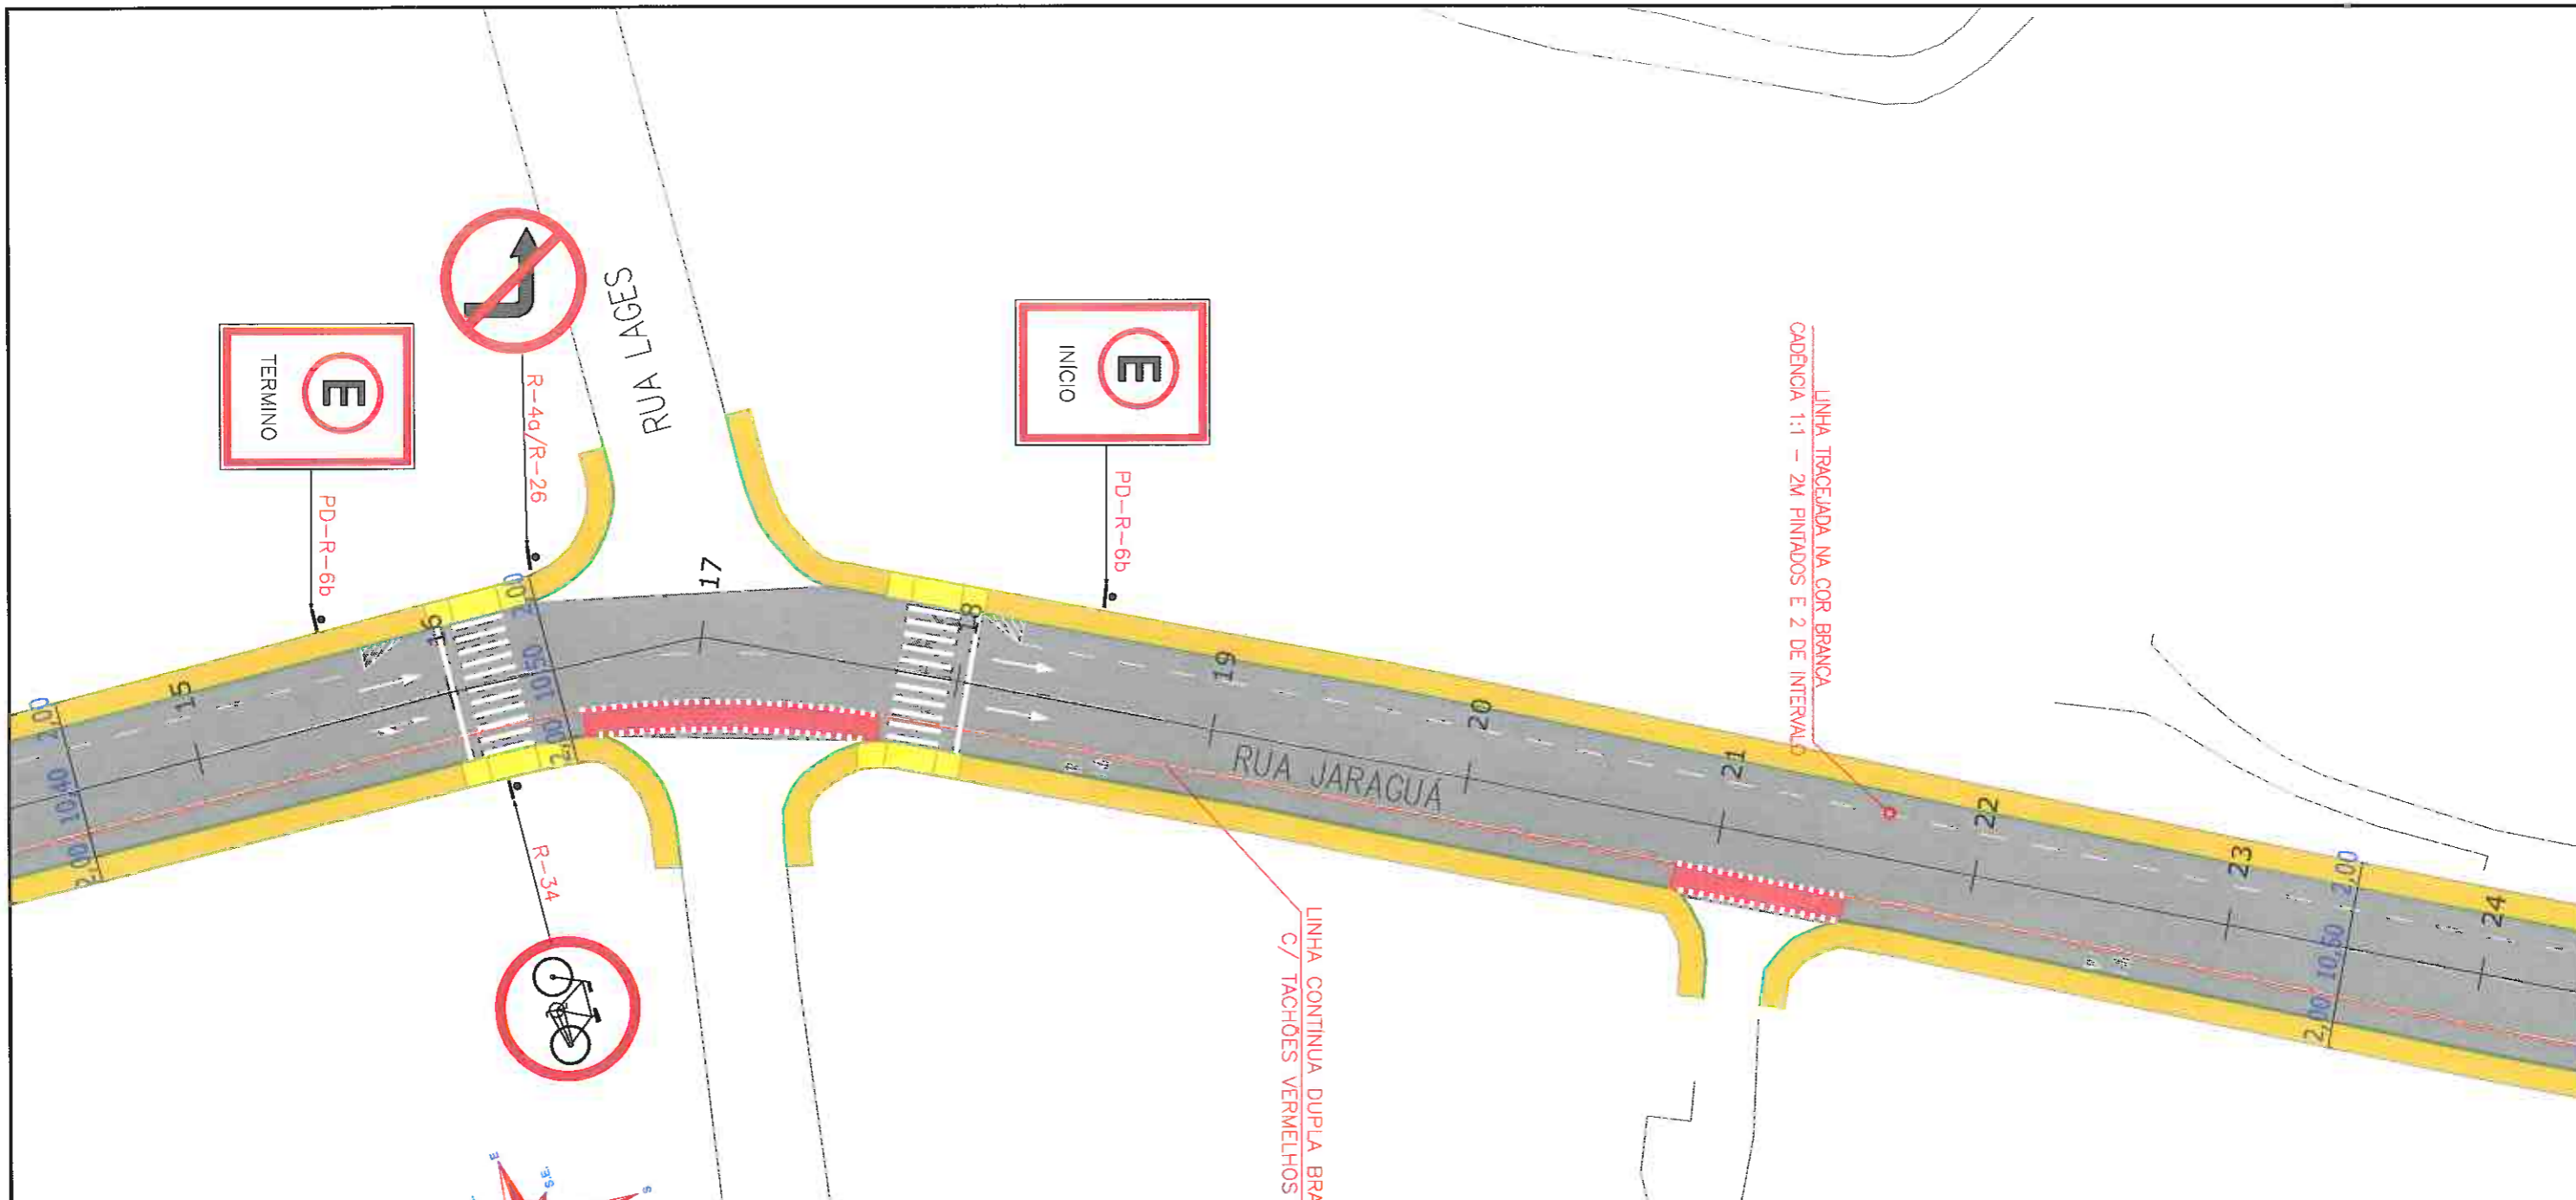 RUA LAGES
E
TERMINO
PD-R-6b
R-4a/R-26
E
INÍCIO
PD-R-6b
LINHA TRACEJADA NA COR BRANCA
CADÊNCIA 1:1 - 2M PINTADOS E 2 DE INTERVALO
15
16
17
18
19
20
21
22
23
24
2,00
10.40
2,00
2,00
10.50
2,00
2,00
10.50
2,00
RUA JARAGUÁ
R-34
LINHA CONTÍNUA DUPLA BRA
C/ TACHÕES VERMELHOS
E
S.E.
S